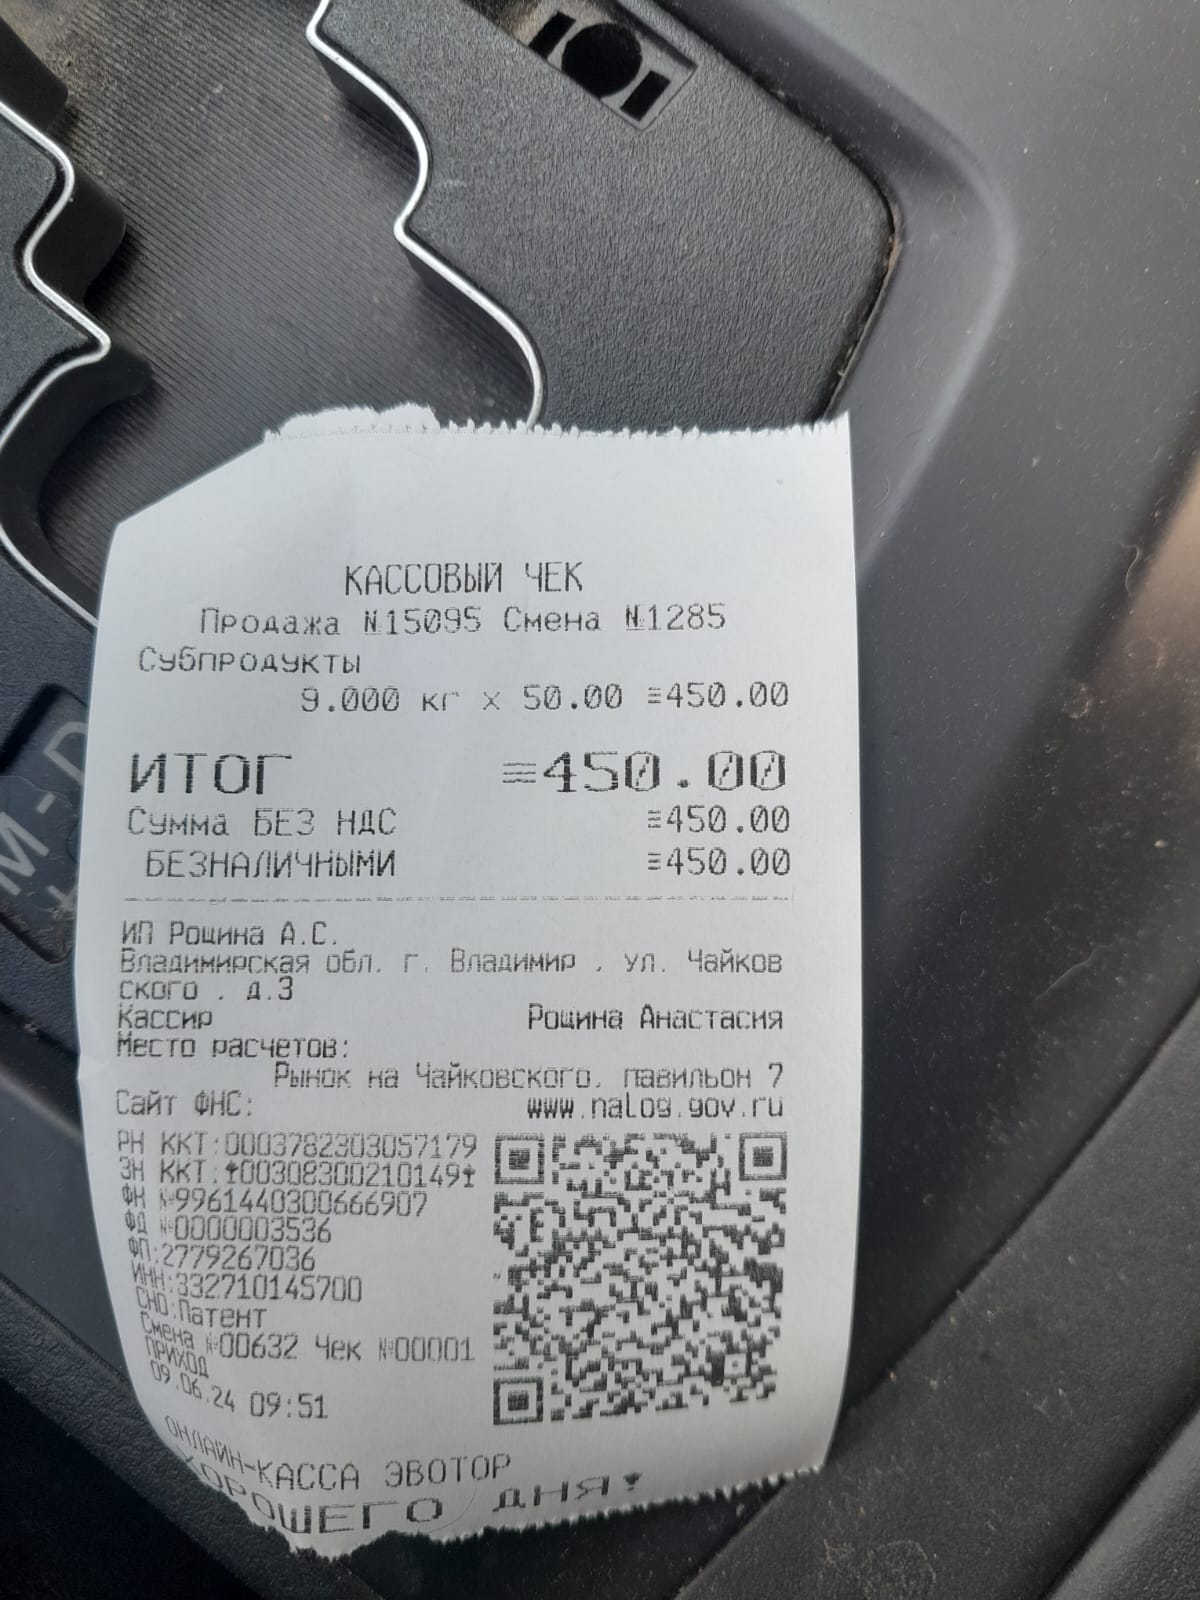 КАССОВЫЙ ЧЕК
Продажа №15095 Смена №1285
Субпродукты
9.000 кг x 50.00 ≡450.00
ИТОГ ≡450.00
Сумма БЕЗ НДС ≡450.00
БЕЗНАЛИЧНЫМИ ≡450.00
ИП Рощина А.С.
Владимирская обл. г. Владимир , ул. Чайков
ского , д.3
Кассир Рощина Анастасия
Место расчетов:
Рынок на Чайковского, павильон 7
Сайт ФНС: www.nalog.gov.ru
РН ККТ:0003782303057179
ЗН ККТ:↟00308300210149↟
ФН №9961440300666907
ФД №0000003536
ФП:2779267036
ИНН:332710145700
СНО:Патент
Смена №00632 Чек №00001
ПРИХОД
09.06.24 09:51
ОНЛАЙН-КАССА ЭВОТОР
ХОРОШЕГО ДНЯ!